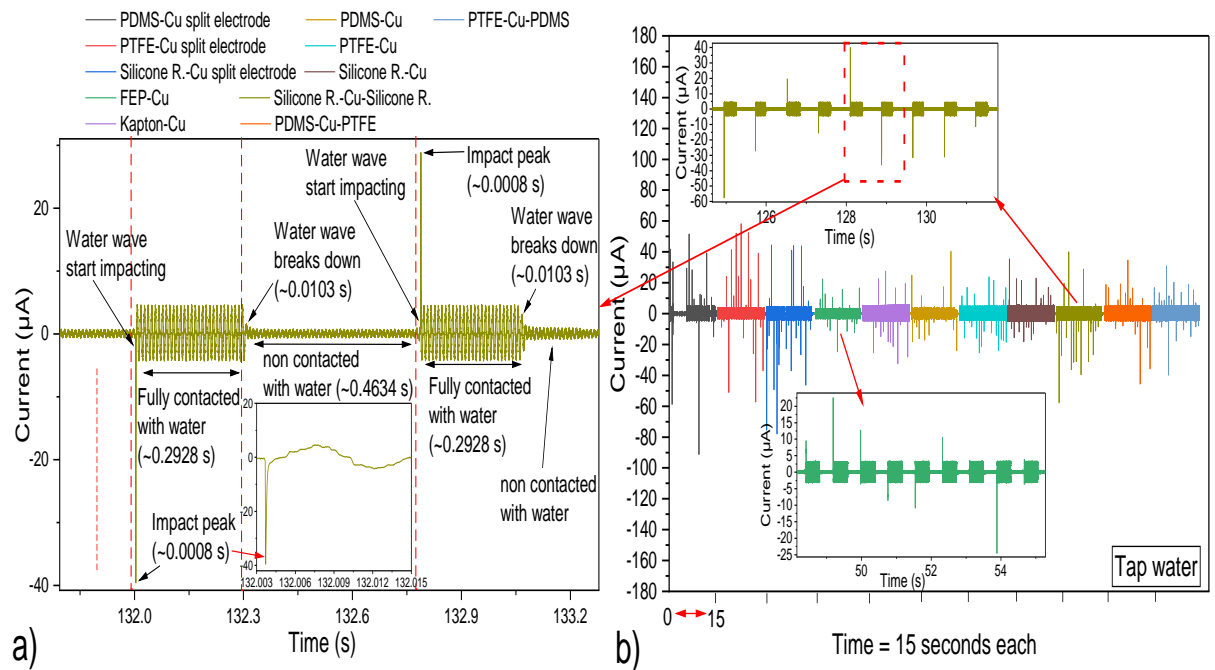 PDMS-Cu split electrode
PDMS-Cu
PTFE-Cu-PDMS
PTFE-Cu split electrode
PTFE-Cu
Silicone R.-Cu split electrode
Silicone R.-Cu
FEP-Cu
Silicone R.-Cu-Silicone R.
Kapton-Cu
PDMS-Cu-PTFE
Current (µA)
20
0
-20
-40
Water wave
start impacting
Impact peak
(~0.0008 s)
Water wave
start impacting
Water wave
breaks down
(~0.0103 s)
Water wave
breaks down
(~0.0103 s)
Fully contacted
with water
(~0.2928 s)
non contacted
with water (~0.4634 s)
Fully contacted
with water
(~0.2928 s)
non contacted
with water
Impact peak
(~0.0008 s)
20
10
0
-10
-20
-30
-40
132.003 132.006 132.009 132.012 132.015
132.0 132.3 132.6 132.9 133.2
Time (s)
a)
Current (µA)
180
160
140
120
100
80
60
40
20
0
-20
-40
-60
-80
-100
-120
-140
-160
-180
Current (µA)
40
30
20
10
0
-10
-20
-30
-40
-50
-60
126 128 130
Time (s)
Current (µA)
25
20
15
10
5
0
-5
-10
-15
-20
-25
50 52 54
Time (s)
Tap water
0 15
Time = 15 seconds each
b)